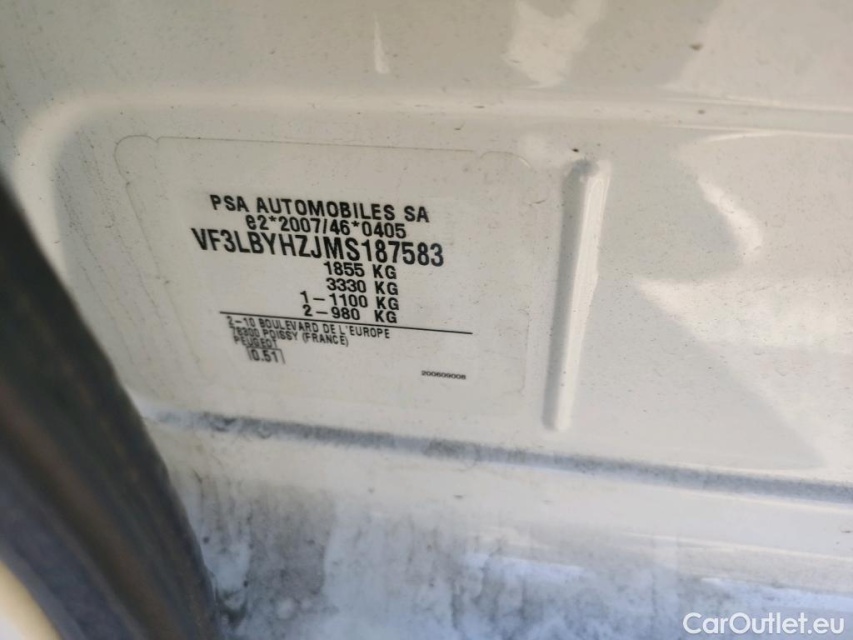 PSA AUTOMOBILES SA
e2*2007/46*0405
VF3LBYHZJMS187583
1855 KG
3330 KG
1-1100 KG
2-980 KG
2-10 BOULEVARD DE L'EUROPE
78300 POISSY (FRANCE)
PEUGEOT
(0.51)
200609008
CarOutlet.eu